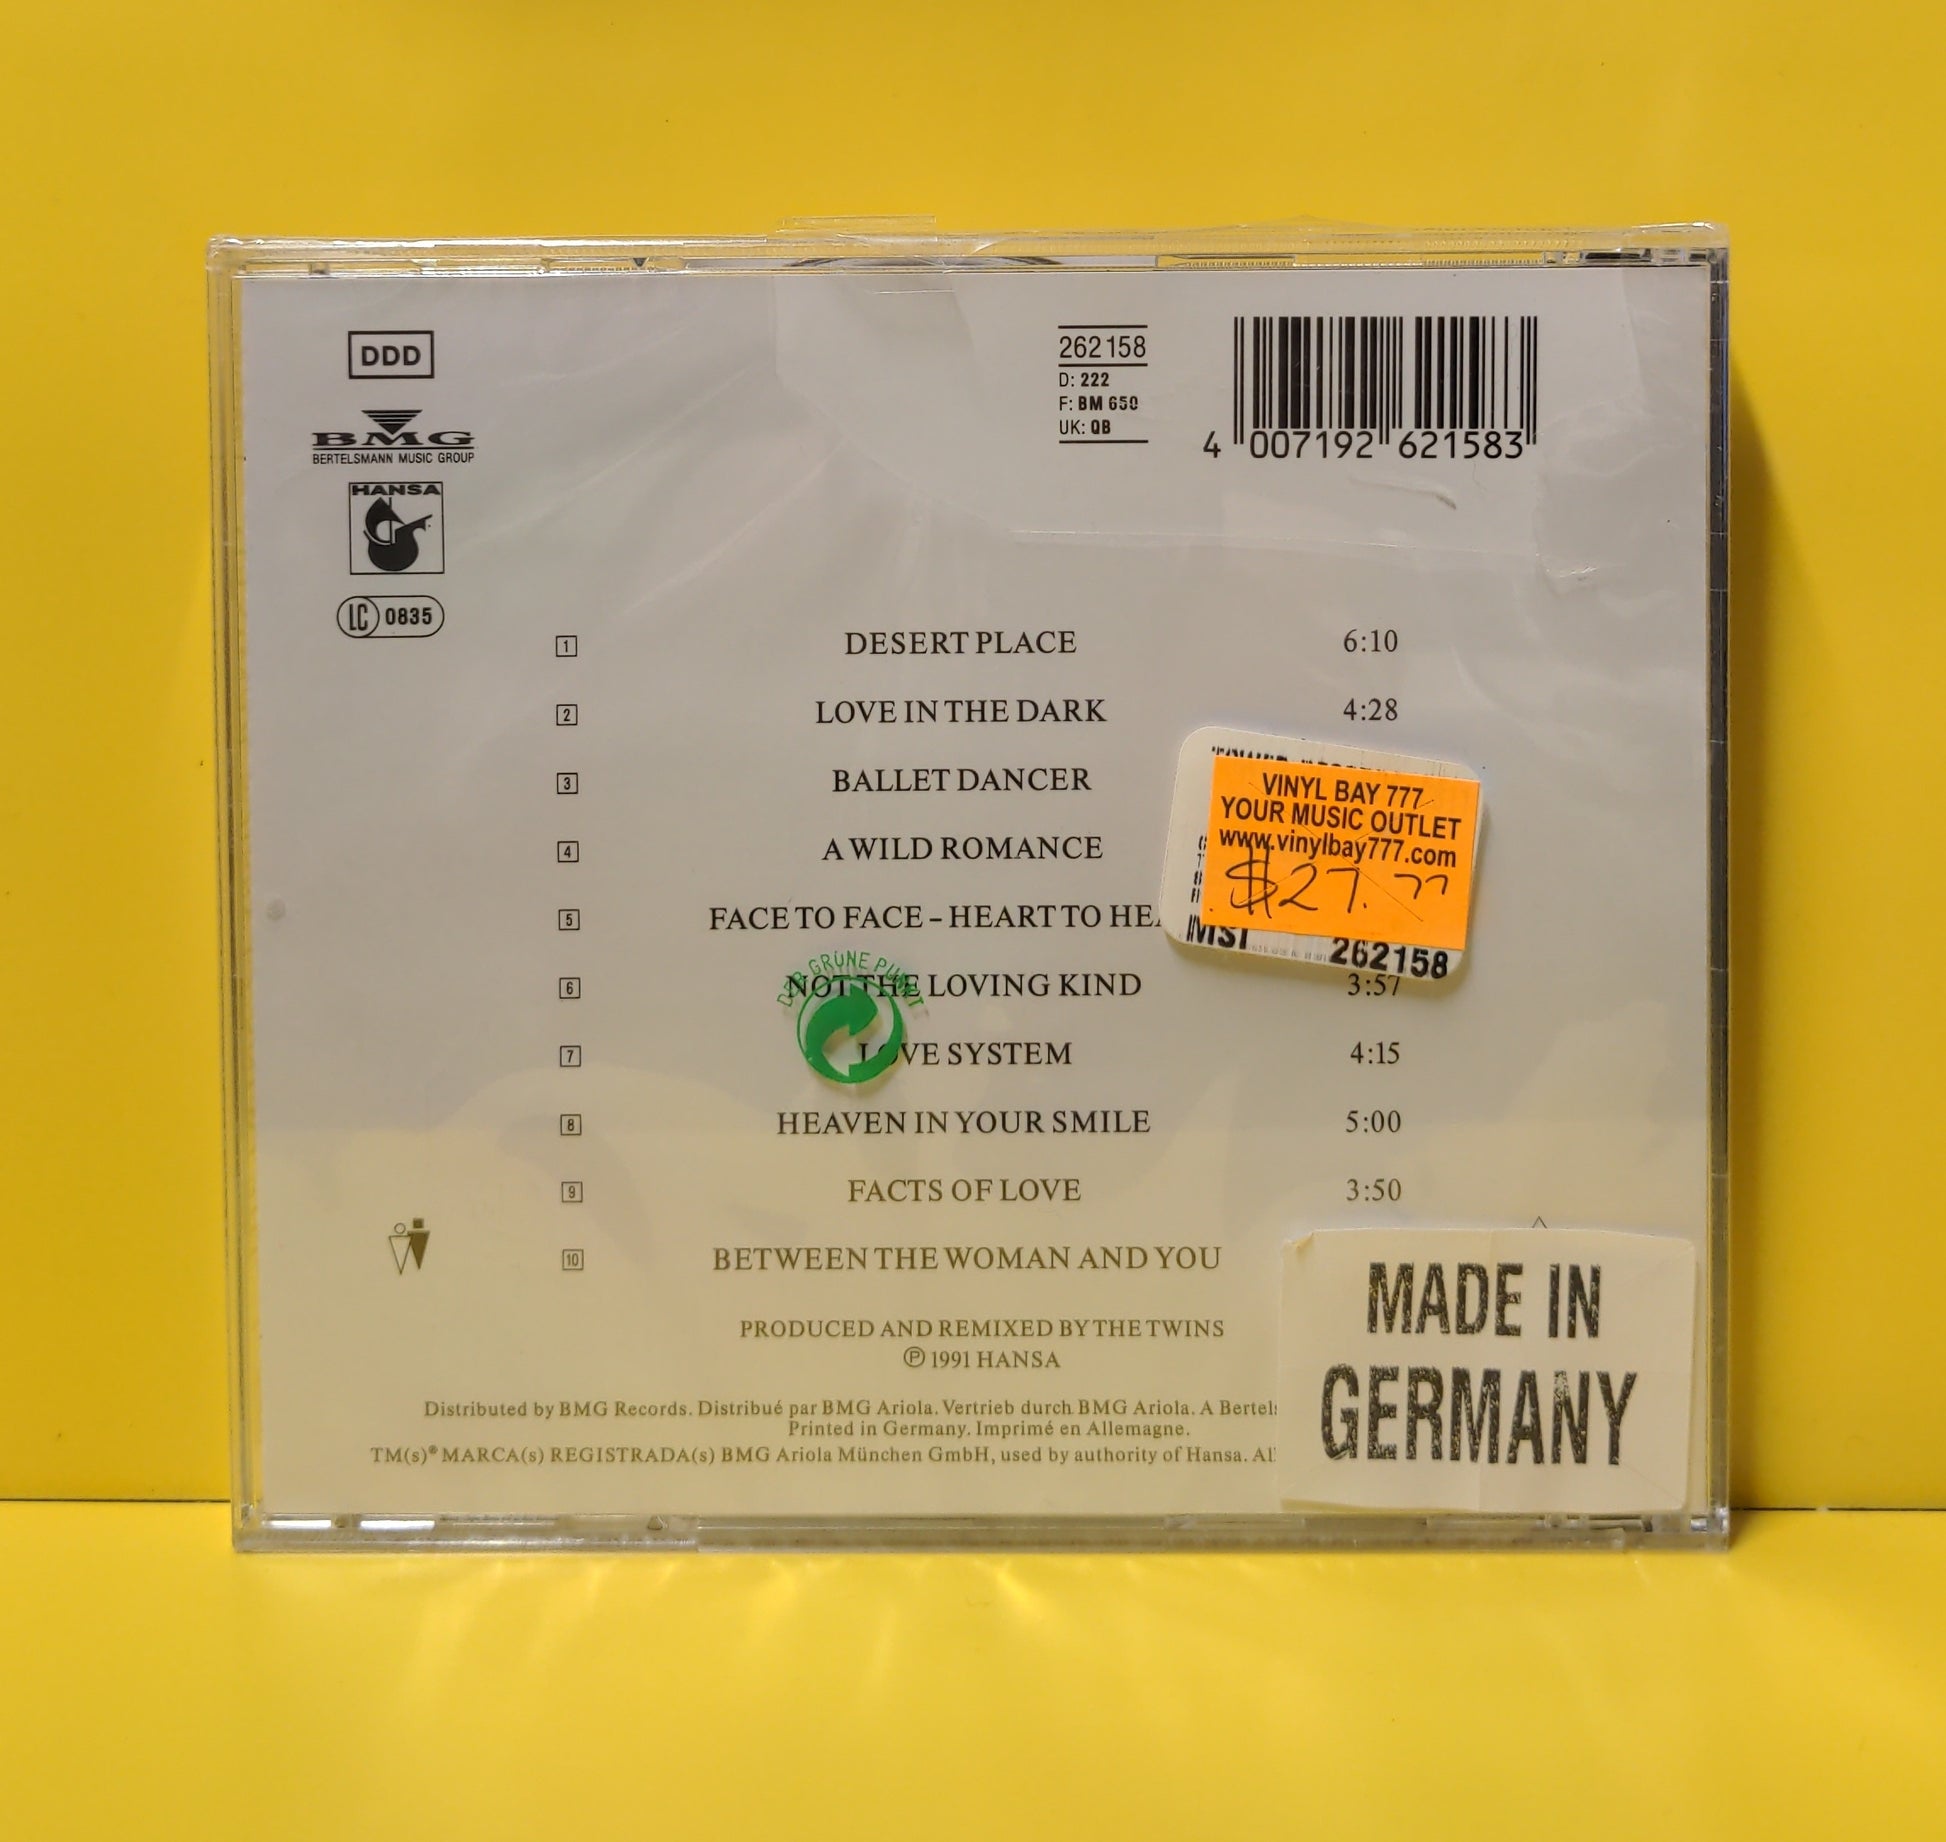 DDD
BMG
BERTELSMANN MUSIC GROUP
HANSA
LC 0835
262 158
D: 222
F: BM 650
UK: QB
4 007192 621583
1 DESERT PLACE 6:10
2 LOVE IN THE DARK 4:28
3 BALLET DANCER
4 A WILD ROMANCE
5 FACE TO FACE – HEART TO
6 NOT THE LOVING KIND 3:57
7 LOVE SYSTEM 4:15
8 HEAVEN IN YOUR SMILE 5:00
9 FACTS OF LOVE 3:50
10 BETWEEN THE WOMAN AND YOU
VINYL BAY 777
YOUR MUSIC OUTLET
www.vinylbay777.com
$27.77
IMSI 262158
DER GRÜNE PUNKT
PRODUCED AND REMIXED BY THE TWINS
℗ 1991 HANSA
Distributed by BMG Records. Distribué par BMG Ariola. Vertrieb durch BMG Ariola. A
Printed in Germany. Imprimé en Allemagne.
TM(s)® MARCA(s) REGISTRADA(s) BMG Ariola München GmbH, used by authority of Hansa.
MADE IN
GERMANY